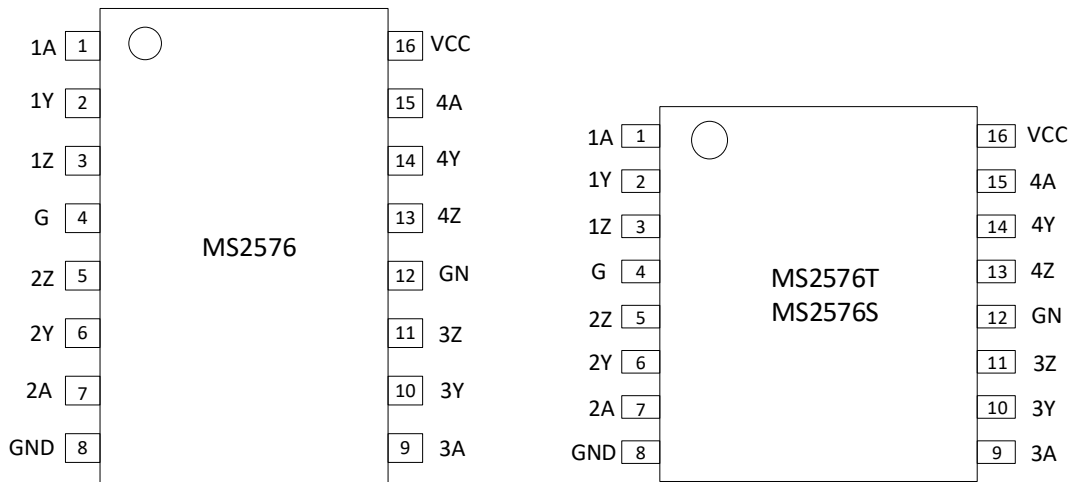 1A 1 16 VCC
1Y 2 15 4A
1Z 3 14 4Y
G 4 13 4Z
MS2576
2Z 5 12 GN
2Y 6 11 3Z
2A 7 10 3Y
GND 8 9 3A
1A 1 16 VCC
1Y 2 15 4A
1Z 3 14 4Y
G 4 13 4Z
MS2576T
MS2576S
2Z 5 12 GN
2Y 6 11 3Z
2A 7 10 3Y
GND 8 9 3A